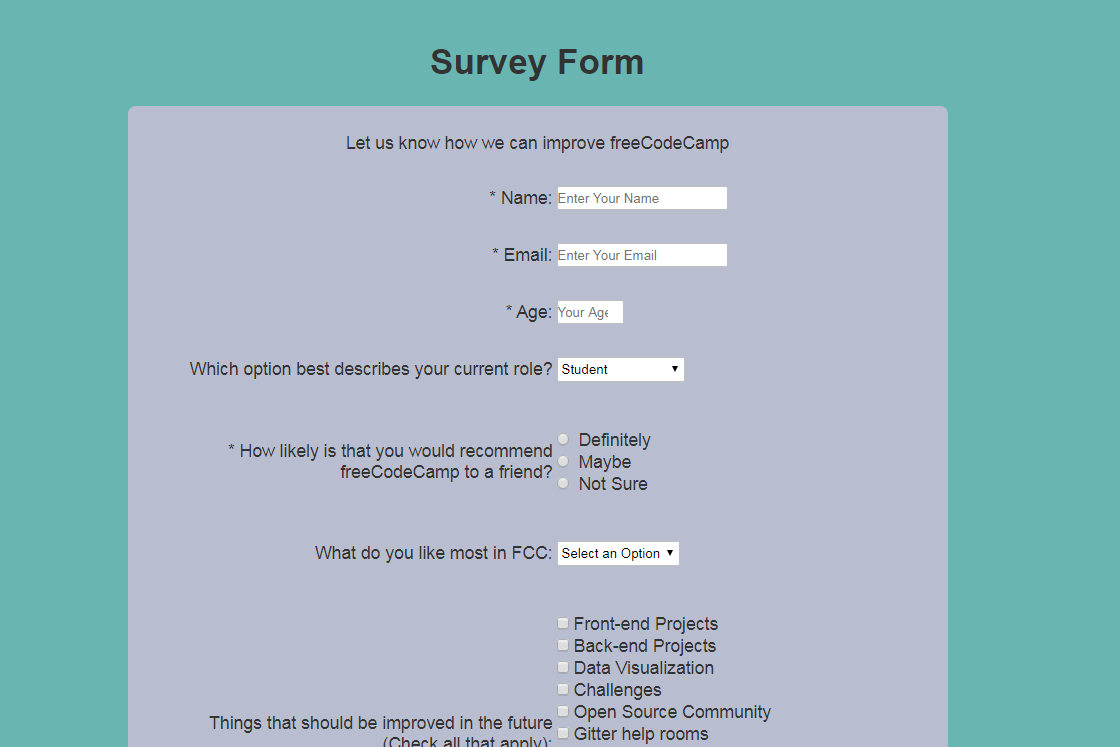 Survey Form
Let us know how we can improve freeCodeCamp
* Name: Enter Your Name
* Email: Enter Your Email
* Age: Your Age
Which option best describes your current role? Student
* How likely is that you would recommend
freeCodeCamp to a friend?
Definitely
Maybe
Not Sure
What do you like most in FCC: Select an Option
Things that should be improved in the future
(Check all that apply):
Front-end Projects
Back-end Projects
Data Visualization
Challenges
Open Source Community
Gitter help rooms